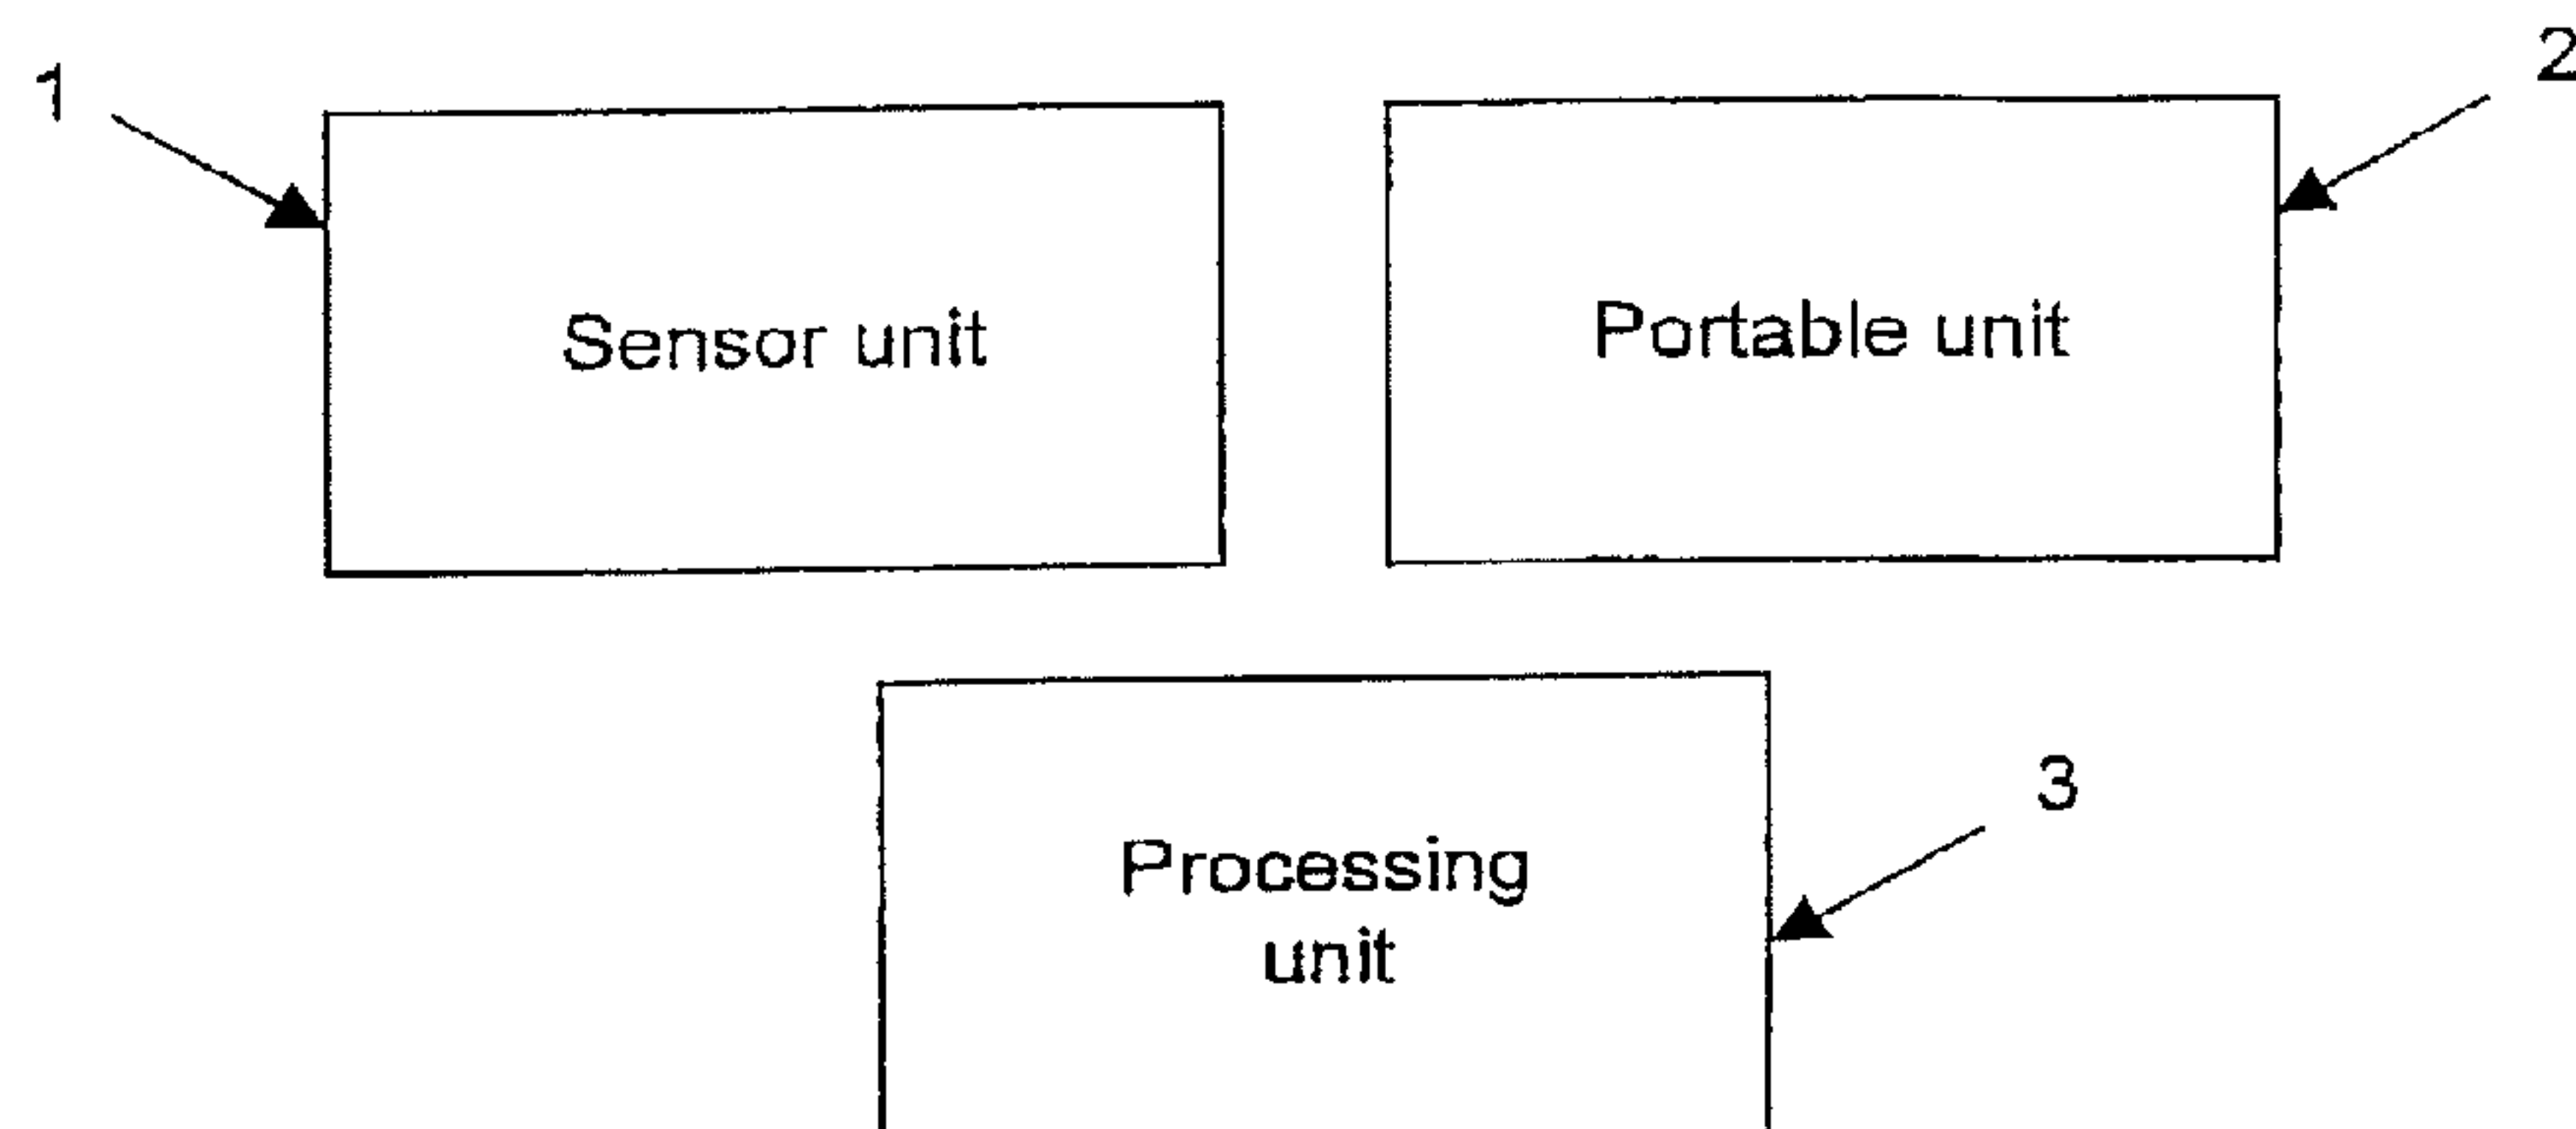 1
2
Sensor unit
Portable unit
3
Processing
unit